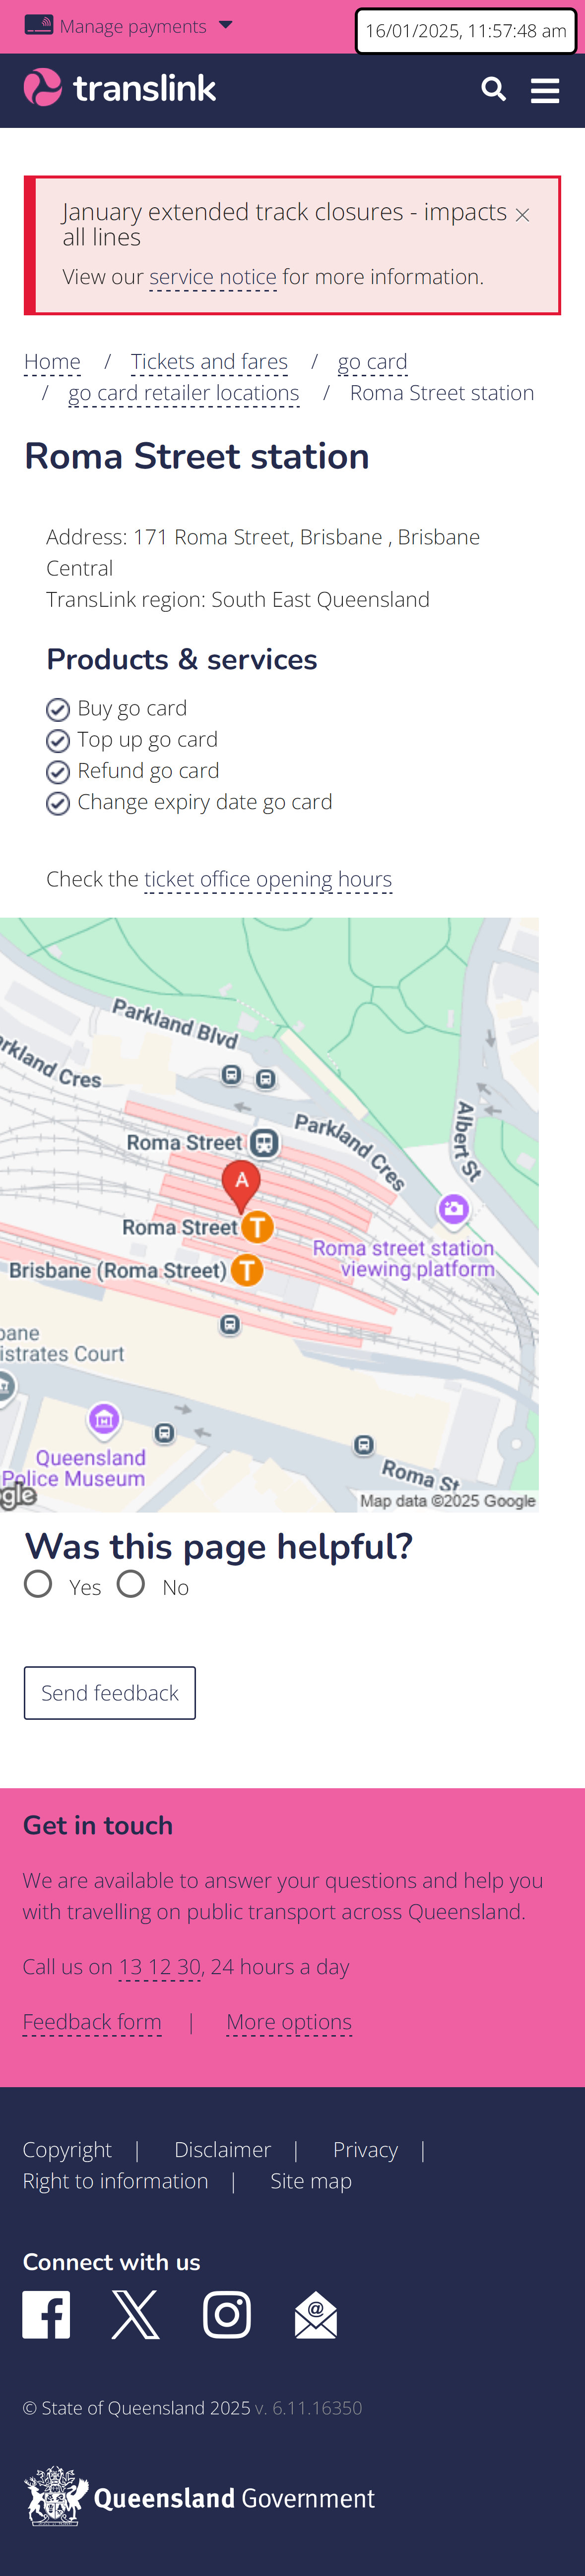 Manage payments
16/01/2025, 11:57:48 am
translink
January extended track closures - impacts
all lines
View our service notice for more information.
Home / Tickets and fares / go card
/ go card retailer locations / Roma Street station
Roma Street station
Address: 171 Roma Street, Brisbane , Brisbane
Central
TransLink region: South East Queensland
Products & services
Buy go card
Top up go card
Refund go card
Change expiry date go card
Check the ticket office opening hours
Parkland Blvd
arkland Cres
Albert St
Parkland Cres
Roma Street
A
Roma Street T
Roma street station
viewing platform
Brisbane (Roma Street) T
bane
istrates Court
Queensland
Police Museum
Roma St
gle
Map data ©2025 Google
Was this page helpful?
Yes No
Send feedback
Get in touch
We are available to answer your questions and help you
with travelling on public transport across Queensland.
Call us on 13 12 30, 24 hours a day
Feedback form | More options
Copyright | Disclaimer | Privacy |
Right to information | Site map
Connect with us
@
© State of Queensland 2025 v. 6.11.16350
Queensland Government